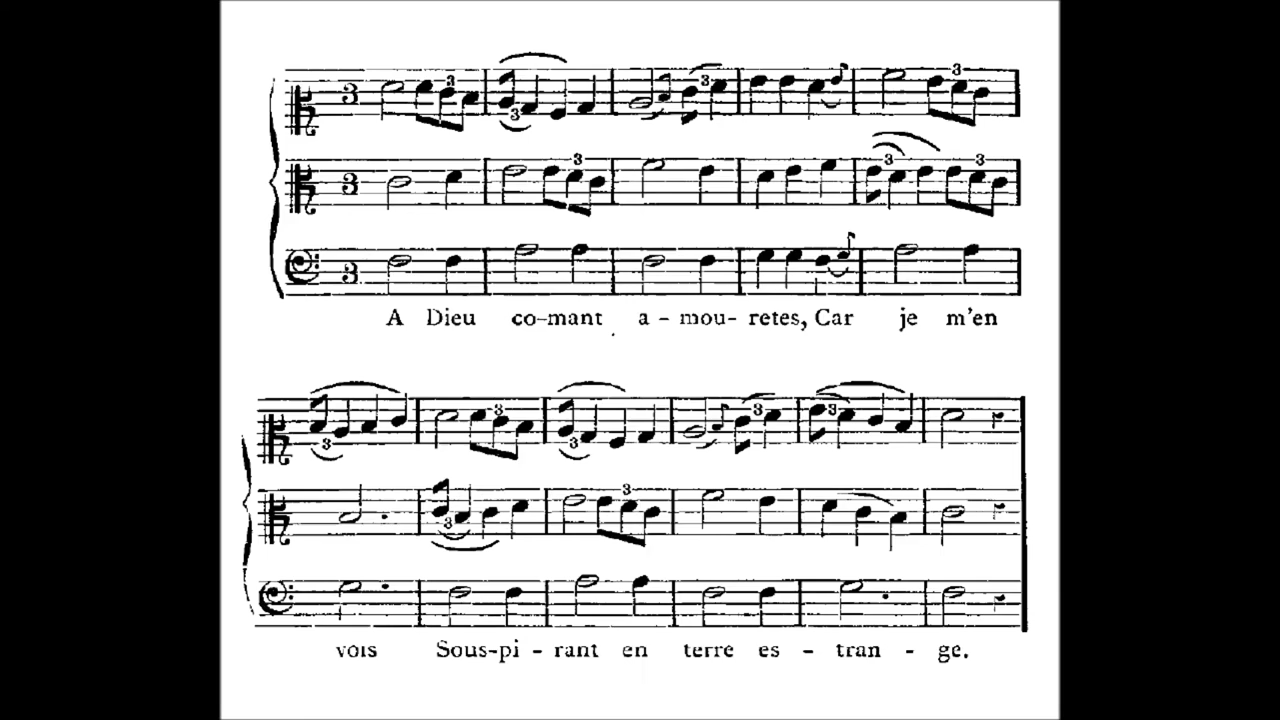 A Dieu co-mant a - mou- retes, Car je m'en
vois Sous-pi - rant en terre es - tran - ge.